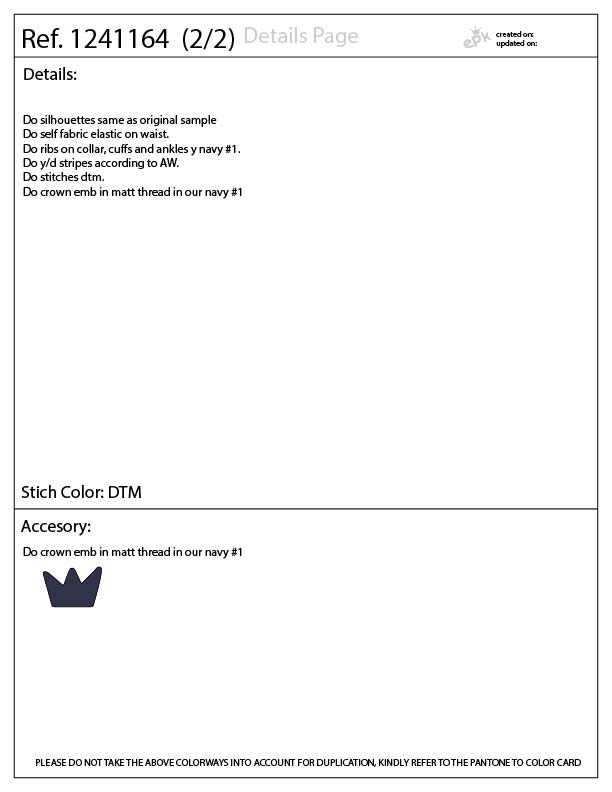 Ref. 1241164 (2/2) Details Page
epk
created on:
updated on:
Details:
Do silhouettes same as original sample
Do self fabric elastic on waist.
Do ribs on collar, cuffs and ankles y navy #1.
Do y/d stripes according to AW.
Do stitches dtm.
Do crown emb in matt thread in our navy #1
Stich Color: DTM
Accesory:
Do crown emb in matt thread in our navy #1
PLEASE DO NOT TAKE THE ABOVE COLORWAYS INTO ACCOUNT FOR DUPLICATION, KINDLY REFER TO THE PANTONE TO COLOR CARD